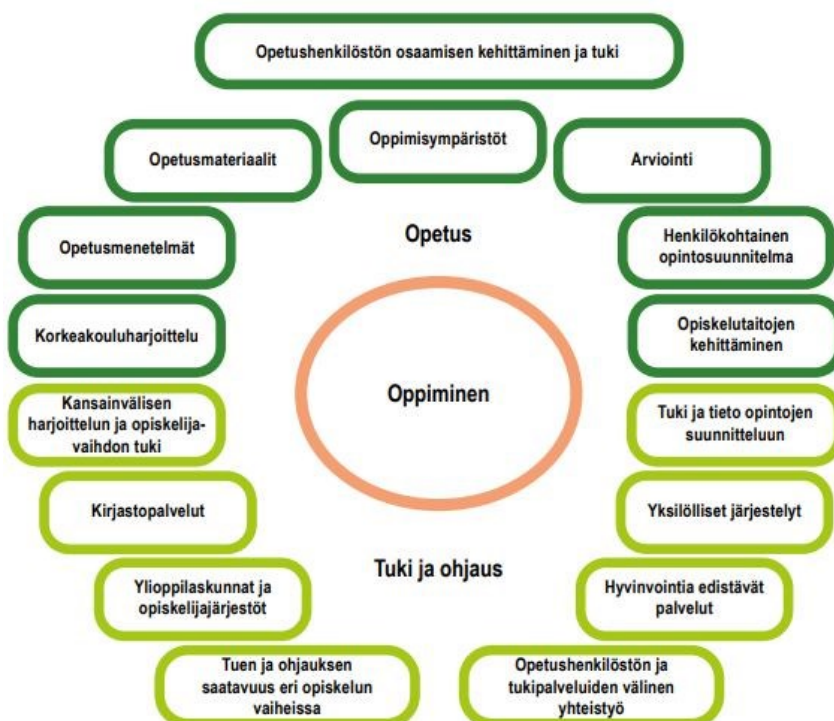 Opetushenkilöstön osaamisen kehittäminen ja tuki
Oppimisympäristöt
Opetusmateriaalit
Arviointi
Opetus
Opetusmenetelmät
Henkilökohtainen
opintosuunnitelma
Korkeakouluharjoittelu
Opiskelutaitojen
kehittäminen
Oppiminen
Kansainvälisen
harjoittelun ja opiskelija-
vaihdon tuki
Tuki ja tieto opintojen
suunnitteluun
Kirjastopalvelut
Yksilölliset järjestelyt
Tuki ja ohjaus
Ylioppilaskunnat ja
opiskelijajärjestöt
Hyvinvointia edistävät
palvelut
Tuen ja ohjauksen
saatavuus eri opiskelun
vaiheissa
Opetushenkilöstön ja
tukipalveluiden välinen
yhteistyö